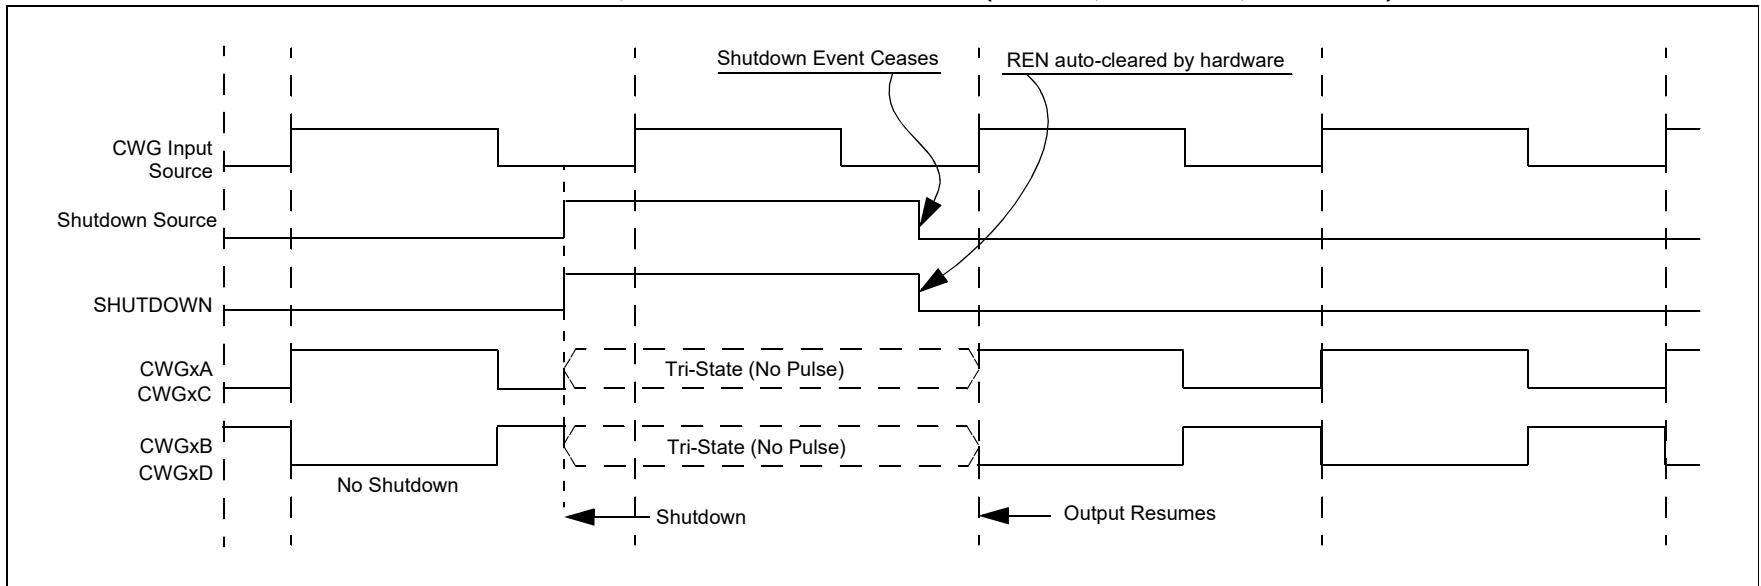 Shutdown Event Ceases
REN auto-cleared by hardware
CWG Input
Source
Shutdown Source
SHUTDOWN
CWGxA
CWGxC
Tri-State (No Pulse)
CWGxB
CWGxD
Tri-State (No Pulse)
No Shutdown
Shutdown
Output Resumes